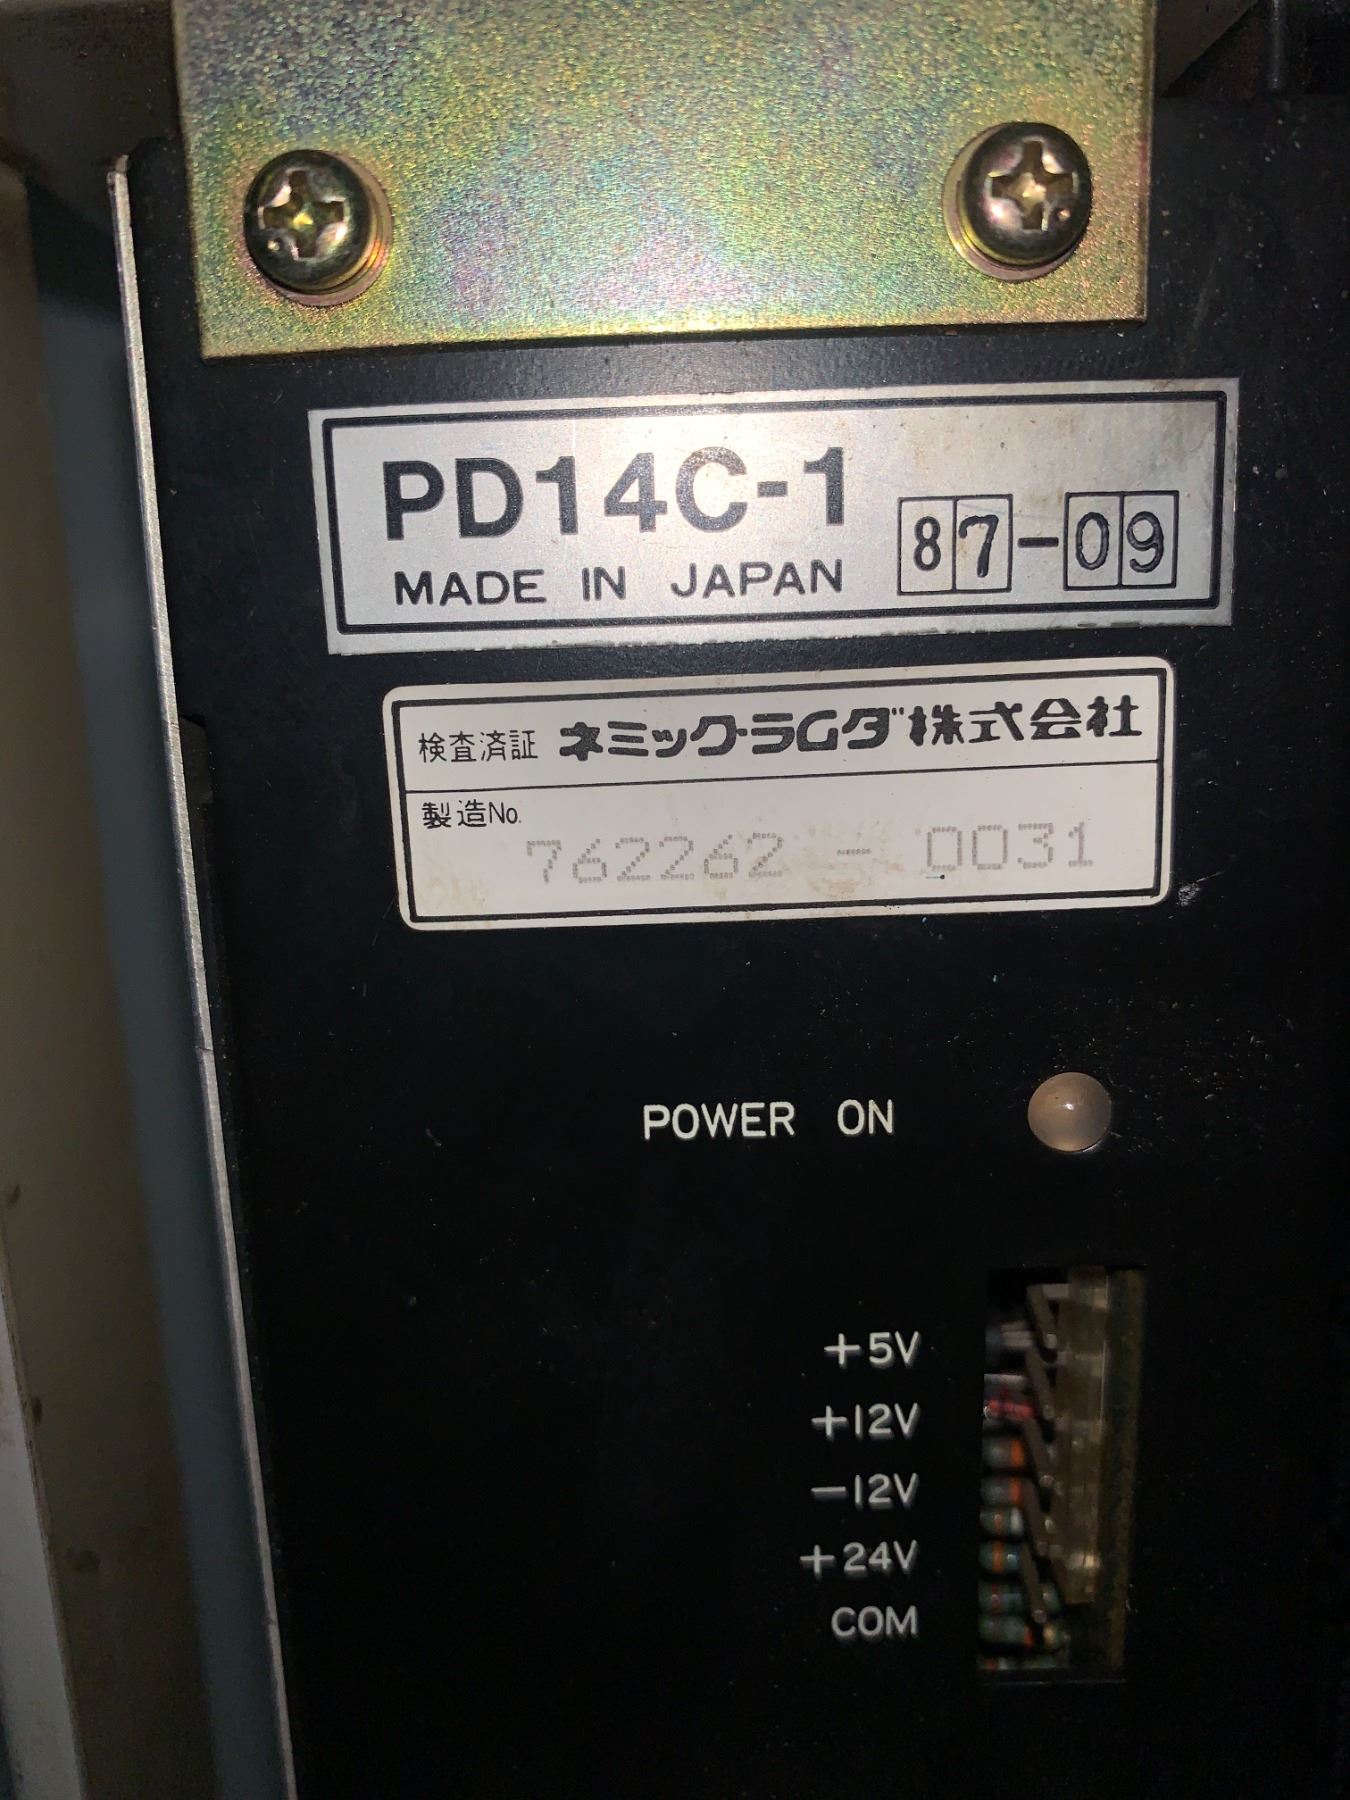 PD14C-1
MADE IN JAPAN 87-09
検査済証 ネミック・ラムダ株式会社
製造No.
762262 - 0031
POWER ON
+5V
+12V
-12V
+24V
COM